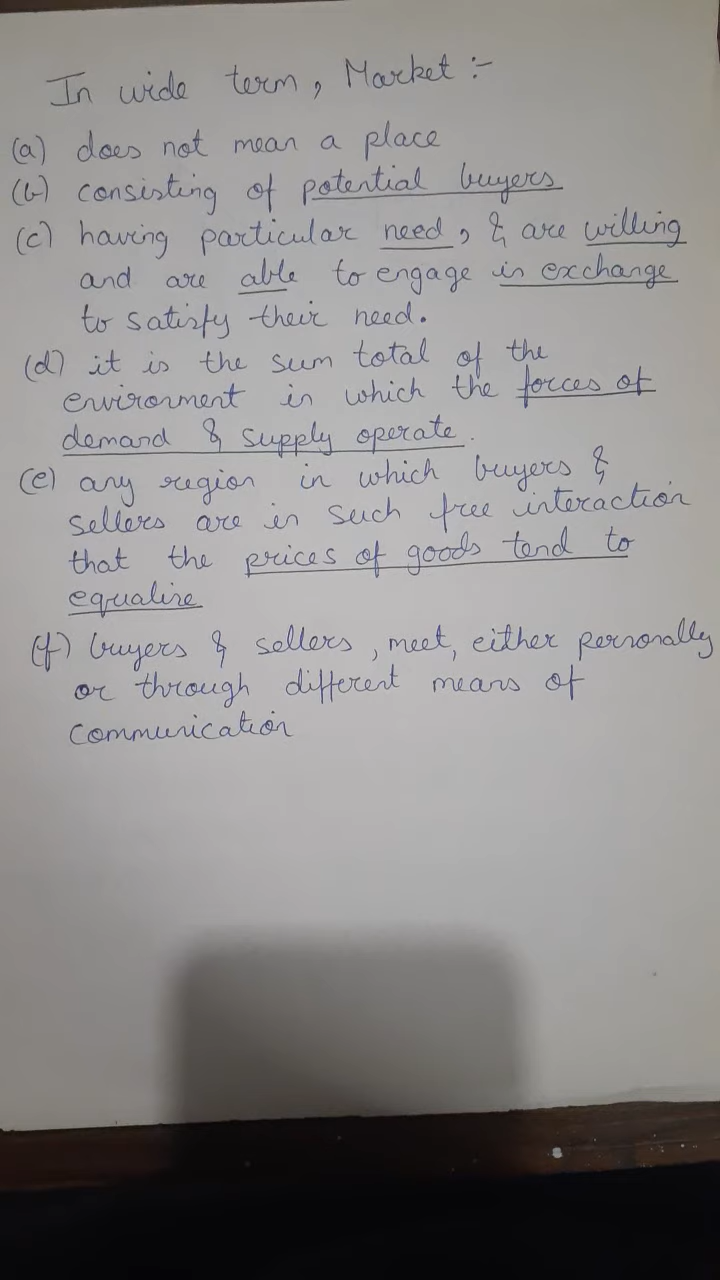 In wide term, Market :-
(a) does not mean a place
(b) consisting of potential buyers
(c) having particular need, & are willing
and are able to engage in exchange
to satisfy their need.
(d) it is the sum total of the
environment in which the forces of
demand & supply operate.
(e) any region in which buyers &
sellers are in such free interaction
that the prices of goods tend to
equalize
(f) buyers & sellers, meet, either personally
or through different means of
communication